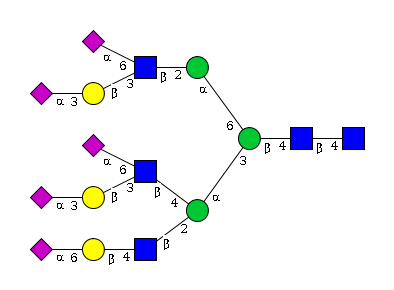 α 6 β 2
α 3 β 3 α
6
β 4 β 4
α 6 3
α 3 β 3 β 4 α
2
α 6 β 4 β